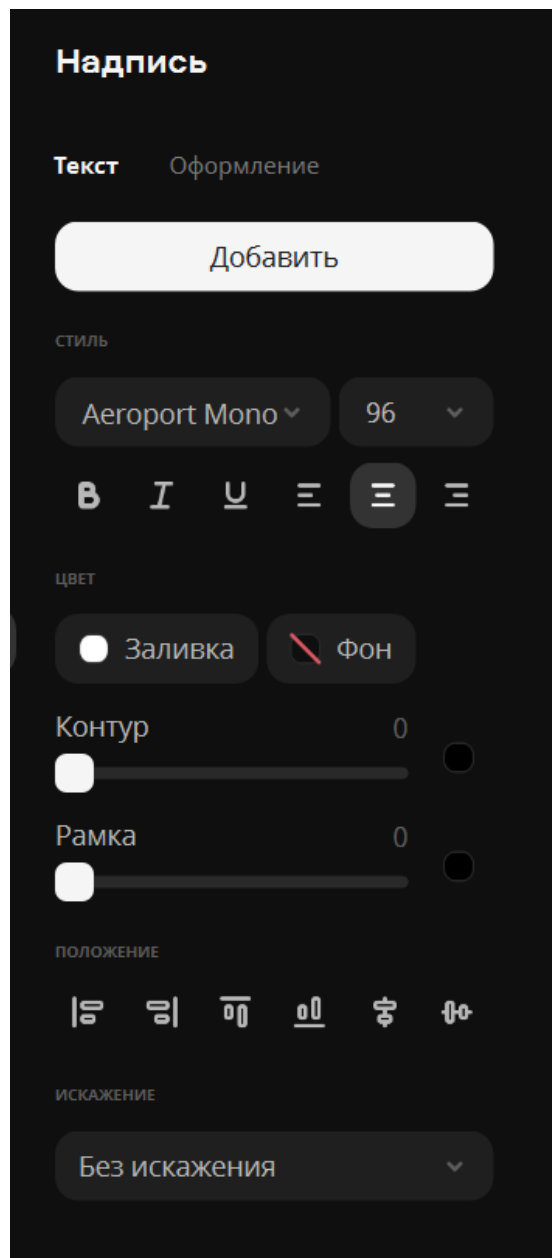 Надпись
Текст Оформление
Добавить
СТИЛЬ
Aeroport Mono 96
B I U
ЦВЕТ
Заливка Фон
Контур 0
Рамка 0
ПОЛОЖЕНИЕ
ИСКАЖЕНИЕ
Без искажения